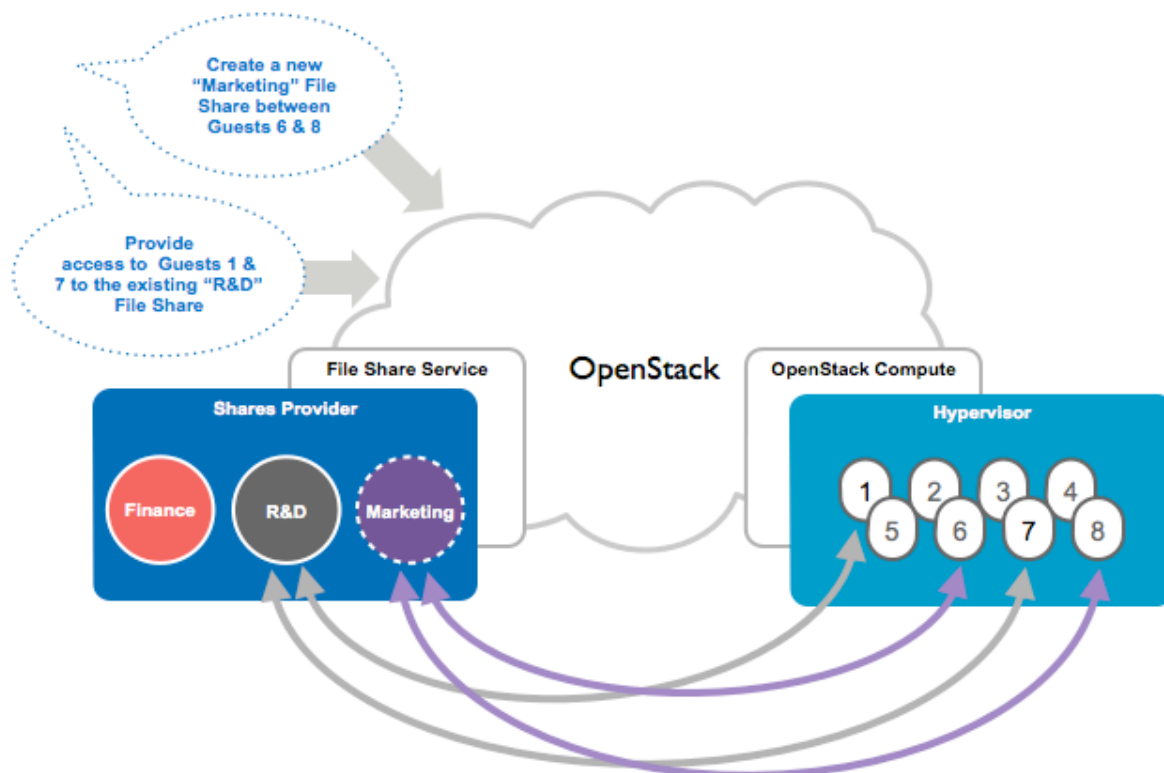 Create a new
“Marketing” File
Share between
Guests 6 & 8
Provide
access to Guests 1 &
7 to the existing “R&D”
File Share
File Share Service
OpenStack
OpenStack Compute
Shares Provider
Hypervisor
Finance
R&D
Marketing
1
2
3
4
5
6
7
8